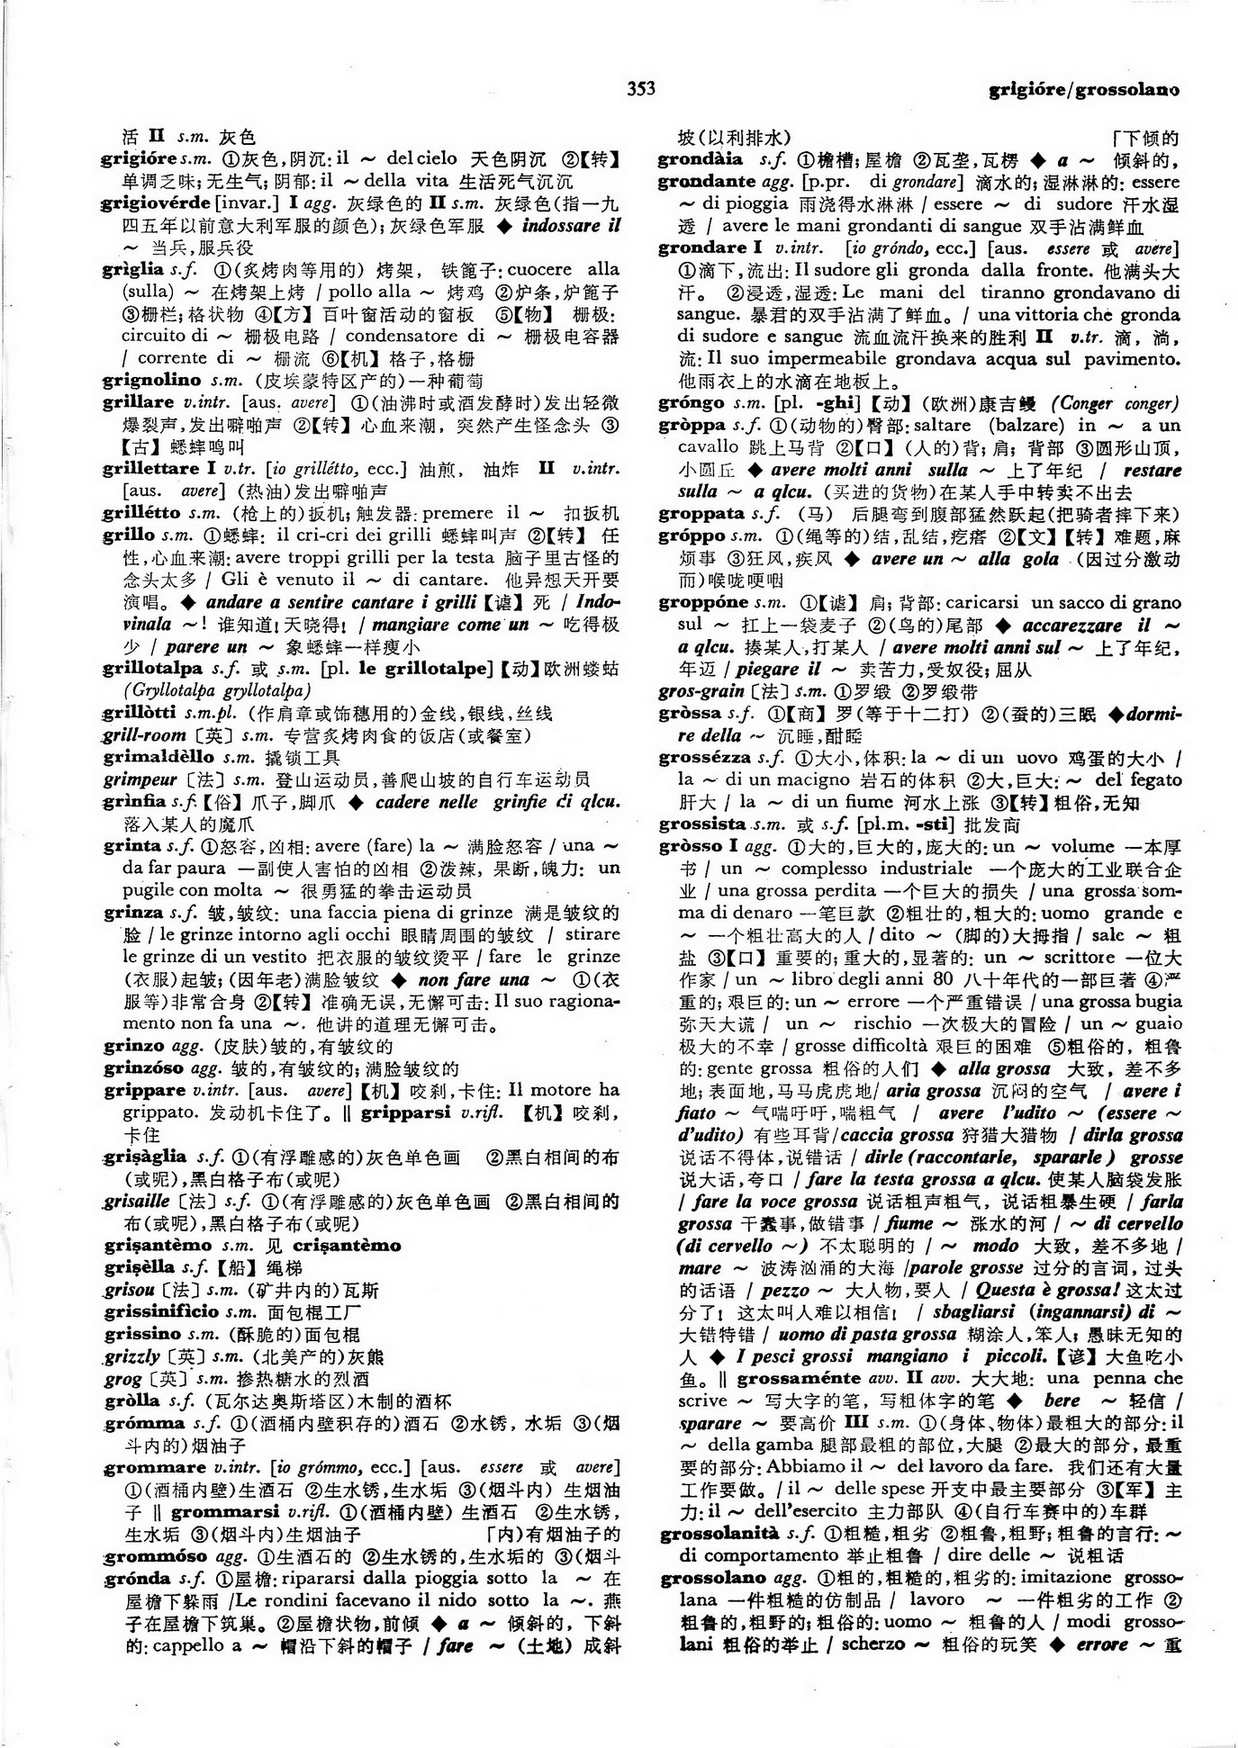 353
grigióre/grossolano
活 II s.m. 灰色
grigióre s.m. ①灰色,阴沉: il ～ del cielo 天色阴沉 ②【转】
单调乏味; 无生气; 阴郁: il ～ della vita 生活死气沉沉
grigiovérde [invar.] I agg. 灰绿色的 II s.m. 灰绿色(指一九
四五年以前意大利军服的颜色); 灰绿色军服 ◆ indossare il
～ 当兵,服兵役
grìglia s.f. ①(炙烤肉等用的) 烤架, 铁篦子: cuocere alla
(sulla) ～ 在烤架上烤 / pollo alla ～ 烤鸡 ②炉条,炉篦子
③栅栏; 格状物 ④【方】百叶窗活动的窗板 ⑤【物】 栅极:
circuito di ～ 栅极电路 / condensatore di ～ 栅极电容器
/ corrente di ～ 栅流 ⑥【机】格子,格栅
grignolino s.m. (皮埃蒙特区产的)一种葡萄
grillare v.intr. [aus. avere] ①(油沸时或酒发酵时)发出轻微
爆裂声,发出噼啪声 ②【转】心血来潮, 突然产生怪念头 ③
【古】蟋蟀鸣叫
grillettare I v.tr. [io grillétto, ecc.] 油煎, 油炸 II v.intr.
[aus. avere] (热油)发出噼啪声
grillétto s.m. (枪上的)扳机; 触发器: premere il ～ 扣扳机
grillo s.m. ①蟋蟀: il cri-cri dei grilli 蟋蟀叫声 ②【转】 任
性,心血来潮: avere troppi grilli per la testa 脑子里古怪的
念头太多 / Gli è venuto il ～ di cantare. 他异想天开要
演唱。 ◆ andare a sentire cantare i grilli【谑】死 / Indo-
vinala ～! 谁知道! 天晓得! / mangiare come un ～ 吃得极
少 / parere un ～ 象蟋蟀一样瘦小
grillotalpa s.f. 或 s.m. [pl. le grillotalpe]【动】欧洲蝼蛄
(Gryllotalpa gryllotalpa)
grillòtti s.m.pl. (作肩章或饰穗用的)金线,银线,丝线
grill-room〔英〕s.m. 专营炙烤肉食的饭店(或餐室)
grimaldèllo s.m. 撬锁工具
grimpeur〔法〕s.m. 登山运动员,善爬山坡的自行车运动员
grìnfia s.f.【俗】爪子,脚爪 ◆ cadere nelle grinfie di qlcu.
落入某人的魔爪
grinta s.f. ①怒容,凶相: avere (fare) la ～ 满脸怒容 / una ～
da far paura 一副使人害怕的凶相 ②泼辣, 果断,魄力: un
pugile con molta ～ 很勇猛的拳击运动员
grinza s.f. 皱,皱纹: una faccia piena di grinze 满是皱纹的
脸 / le grinze intorno agli occhi 眼睛周围的皱纹 / stirare
le grinze di un vestito 把衣服的皱纹烫平 / fare le grinze
(衣服)起皱; (因年老)满脸皱纹 ◆ non fare una ～ ①(衣
服等)非常合身 ②【转】准确无误,无懈可击: Il suo ragiona-
mento non fa una ～. 他讲的道理无懈可击。
grinzo agg. (皮肤)皱的,有皱纹的
grinzóso agg. 皱的,有皱纹的; 满脸皱纹的
grippare v.intr. [aus. avere]【机】咬刹,卡住: Il motore ha
grippato. 发动机卡住了。‖ gripparsi v.rifl. 【机】咬刹,
卡住
griṣàglia s.f. ①(有浮雕感的)灰色单色画 ②黑白相间的布
(或呢),黑白格子布(或呢)
grisaille〔法〕s.f. ①(有浮雕感的)灰色单色画 ②黑白相间的
布(或呢),黑白格子布(或呢)
griṣantèmo s.m. 见 criṣantèmo
griṣèlla s.f.【船】绳梯
grisou〔法〕s.m. (矿井内的)瓦斯
grissinifìcio s.m. 面包棍工厂
grissino s.m. (酥脆的)面包棍
grizzly〔英〕s.m. (北美产的)灰熊
grog〔英〕s.m. 掺热糖水的烈酒
gròlla s.f. (瓦尔达奥斯塔区)木制的酒杯
grómma s.f. ①(酒桶内壁积存的)酒石 ②水锈, 水垢 ③(烟
斗内的)烟油子
grommare v.intr. [io grómmo, ecc.] [aus. essere 或 avere]
①(酒桶内壁)生酒石 ②生水锈,生水垢 ③(烟斗内) 生烟油
子 ‖ grommarsi v.rifl. ①(酒桶内壁) 生酒石 ②生水锈,
生水垢 ③(烟斗内)生烟油子 「内)有烟油子的
grommóso agg. ①生酒石的 ②生水锈的,生水垢的 ③(烟斗
grónda s.f. ①屋檐: ripararsi dalla pioggia sotto la ～ 在
屋檐下躲雨 /Le rondini facevano il nido sotto la ～. 燕
子在屋檐下筑巢。 ②屋檐状物,前倾 ◆ a ～ 倾斜的, 下斜
的: cappello a ～ 帽沿下斜的帽子 / fare ～ (土地) 成斜
坡(以利排水) 「下倾的
grondàia s.f. ①檐槽; 屋檐 ②瓦垄,瓦楞 ◆ a ～ 倾斜的,
grondante agg. [p.pr. di grondare] 滴水的; 湿淋淋的: essere
～ di pioggia 雨浇得水淋淋 / essere ～ di sudore 汗水湿
透 / avere le mani grondanti di sangue 双手沾满鲜血
grondare I v.intr. [io gróndo, ecc.] [aus. essere 或 avere]
①滴下,流出: Il sudore gli gronda dalla fronte. 他满头大
汗。 ②浸透,湿透: Le mani del tiranno grondavano di
sangue. 暴君的双手沾满了鲜血。/ una vittoria che gronda
di sudore e sangue 流血流汗换来的胜利 II v.tr. 滴, 淌,
流: Il suo impermeabile grondava acqua sul pavimento.
他雨衣上的水滴在地板上。
gróngo s.m. [pl. -ghi]【动】(欧洲)康吉鳗 (Conger conger)
gròppa s.f. ①(动物的)臀部: saltare (balzare) in ～ a un
cavallo 跳上马背 ②【口】(人的)背; 肩; 背部 ③圆形山顶,
小圆丘 ◆ avere molti anni sulla ～ 上了年纪 / restare
sulla ～ a qlcu. (买进的货物)在某人手中转卖不出去
groppata s.f. (马) 后腿弯到腹部猛然跃起(把骑者摔下来)
gróppo s.m. ①(绳等的)结,乱结,疙瘩 ②【文】【转】难题,麻
烦事 ③狂风,疾风 ◆ avere un ～ alla gola (因过分激动
而)喉咙哽咽
groppóne s.m. ①【谑】肩; 背部: caricarsi un sacco di grano
sul ～ 扛上一袋麦子 ②(鸟的)尾部 ◆ accarezzare il ～
a qlcu. 揍某人,打某人 / avere molti anni sul ～ 上了年纪,
年迈 / piegare il ～ 卖苦力,受奴役; 屈从
gros-grain〔法〕s.m. ①罗缎 ②罗缎带
gròssa s.f. ①【商】罗(等于十二打) ②(蚕的)三眠 ◆dormi-
re della ～ 沉睡,酣睡
grossézza s.f. ①大小,体积: la ～ di un uovo 鸡蛋的大小 /
la ～ di un macigno 岩石的体积 ②大,巨大: ～ del fegato
肝大 / la ～ di un fiume 河水上涨 ③【转】粗俗,无知
grossista s.m. 或 s.f. [pl.m. -sti] 批发商
gròsso I agg. ①大的,巨大的,庞大的: un ～ volume 一本厚
书 / un ～ complesso industriale 一个庞大的工业联合企
业 / una grossa perdita 一个巨大的损失 / una grossa som-
ma di denaro 一笔巨款 ②粗壮的,粗大的: uomo grande e
～ 一个粗壮高大的人 / dito ～ (脚的)大拇指 / sale ～ 粗
盐 ③【口】重要的; 重大的,显著的: un ～ scrittore 一位大
作家 / un ～ libro degli anni 80 八十年代的一部巨著 ④严
重的; 艰巨的: un ～ errore 一个严重错误 / una grossa bugia
弥天大谎 / un ～ rischio 一次极大的冒险 / un ～ guaio
极大的不幸 / grosse difficoltà 艰巨的困难 ⑤粗俗的, 粗鲁
的: gente grossa 粗俗的人们 ◆ alla grossa 大致, 差不多
地; 表面地,马马虎虎地/ aria grossa 沉闷的空气 / avere i
fiato ～ 气喘吁吁,喘粗气 / avere l'udito ～ (essere ～
d'udito) 有些耳背/caccia grossa 狩猎大猎物 / dirla grossa
说话不得体,说错话 / dirle (raccontarle, spararle) grosse
说大话,夸口 / fare la testa grossa a qlcu. 使某人脑袋发胀
/ fare la voce grossa 说话粗声粗气, 说话粗暴生硬 / farla
grossa 干蠢事,做错事 / fiume ～ 涨水的河 / ～ di cervello
(di cervello ～) 不太聪明的 / ～ modo 大致, 差不多地 /
mare ～ 波涛汹涌的大海 /parole grosse 过分的言词, 过头
的话语 / pezzo ～ 大人物,要人 / Questa è grossa! 这太过
分了! 这太叫人难以相信! / sbagliarsi (ingannarsi) di ～
大错特错 / uomo di pasta grossa 糊涂人,笨人; 愚昧无知的
人 ◆ I pesci grossi mangiano i piccoli.【谚】大鱼吃小
鱼。‖ grossaménte avv. II avv. 大大地: una penna che
scrive ～ 写大字的笔, 写粗体字的笔 ◆ bere ～ 轻信 /
sparare ～ 要高价 III s.m. ①(身体、物体)最粗大的部分: il
～ della gamba 腿部最粗的部位,大腿 ②最大的部分, 最重
要的部分: Abbiamo il ～ del lavoro da fare. 我们还有大量
工作要做。/ il ～ delle spese 开支中最主要部分 ③【军】主
力: il ～ dell'esercito 主力部队 ④(自行车赛中的)车群
grossolanità s.f. ①粗糙,粗劣 ②粗鲁,粗野; 粗鲁的言行: ～
di comportamento 举止粗鲁 / dire delle ～ 说粗话
grossolano agg. ①粗的,粗糙的,粗劣的: imitazione grosso-
lana 一件粗糙的仿制品 / lavoro ～ 一件粗劣的工作 ②
粗鲁的,粗野的; 粗俗的: uomo ～ 粗鲁的人 / modi grosso-
lani 粗俗的举止 / scherzo ～ 粗俗的玩笑 ◆ errore ～ 重